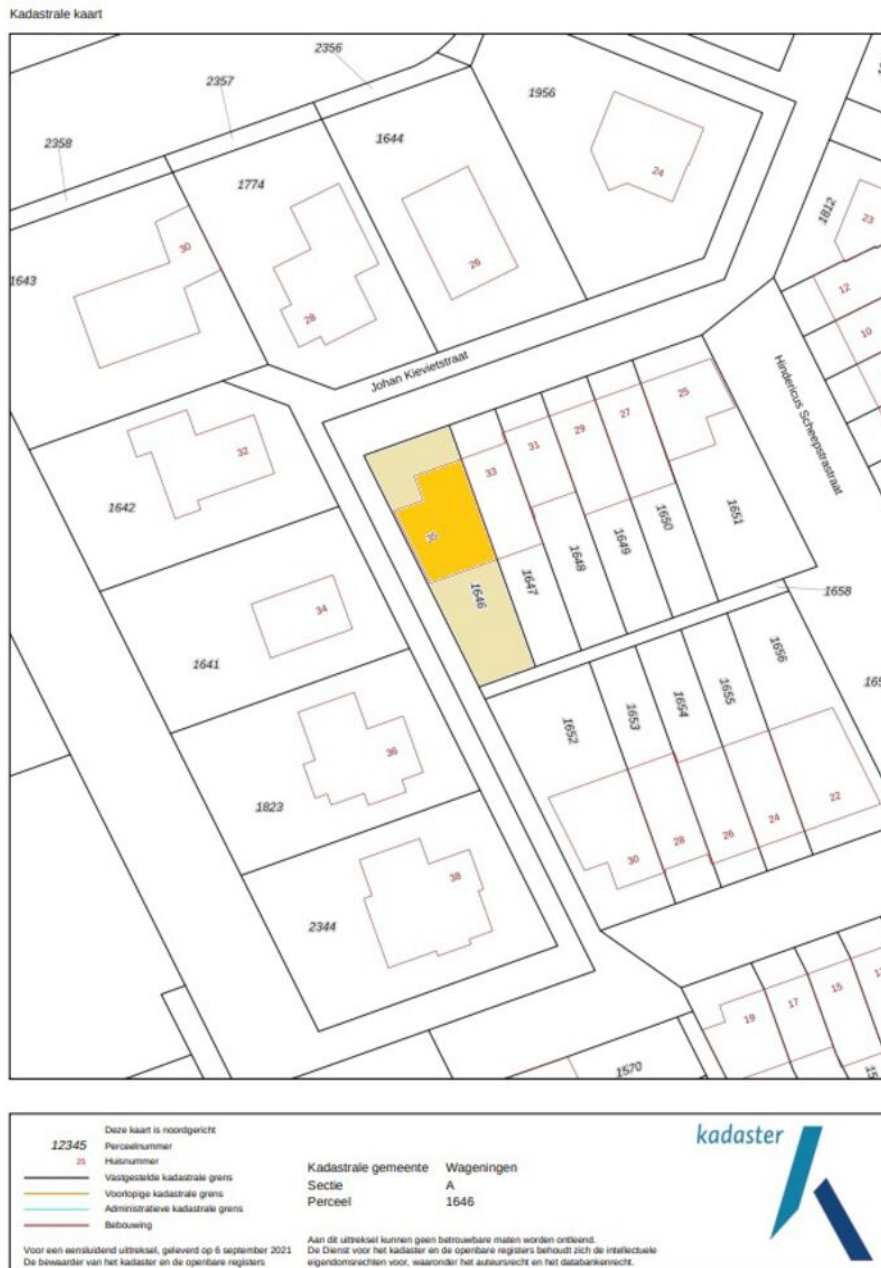 Kadastrale kaart
2356
2357
2358
1956
1644
1774
24
1812
23
30
26
12
1643
28
10
Johan Kievietstraat
Hindericus Scheepstrastraat
25
27
29
31
33
32
1642
35
1651
1650
1649
1648
1647
1646
1658
34
1641
1656
1655
1654
1653
1652
36
1823
22
24
26
28
30
38
2344
15
17
19
1570
Deze kaart is noordgericht
12345 Perceelnummer
25 Huisnummer
Vastgestelde kadastrale grens
Voorlopige kadastrale grens
Administratieve kadastrale grens
Bebouwing
Voor een eensluidend uittreksel, geleverd op 6 september 2021
De bewaarder van het kadaster en de openbare registers
Kadastrale gemeente Wageningen
Sectie A
Perceel 1646
Aan dit uittreksel kunnen geen betrouwbare maten worden ontleend.
De Dienst voor het kadaster en de openbare registers behoudt zich de intellectuele
eigendomsrechten voor, waaronder het auteursrecht en het databankenrecht.
kadaster